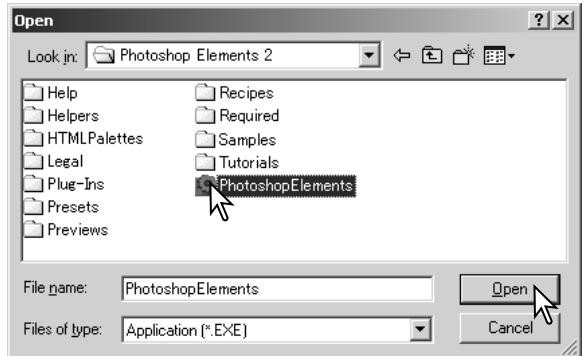 Open
Look in: Photoshop Elements 2
Help
Helpers
HTMLPalettes
Legal
Plug-Ins
Presets
Previews
Recipes
Required
Samples
Tutorials
PhotoshopElements
File name: PhotoshopElements Open
Files of type: Application (*.EXE) Cancel